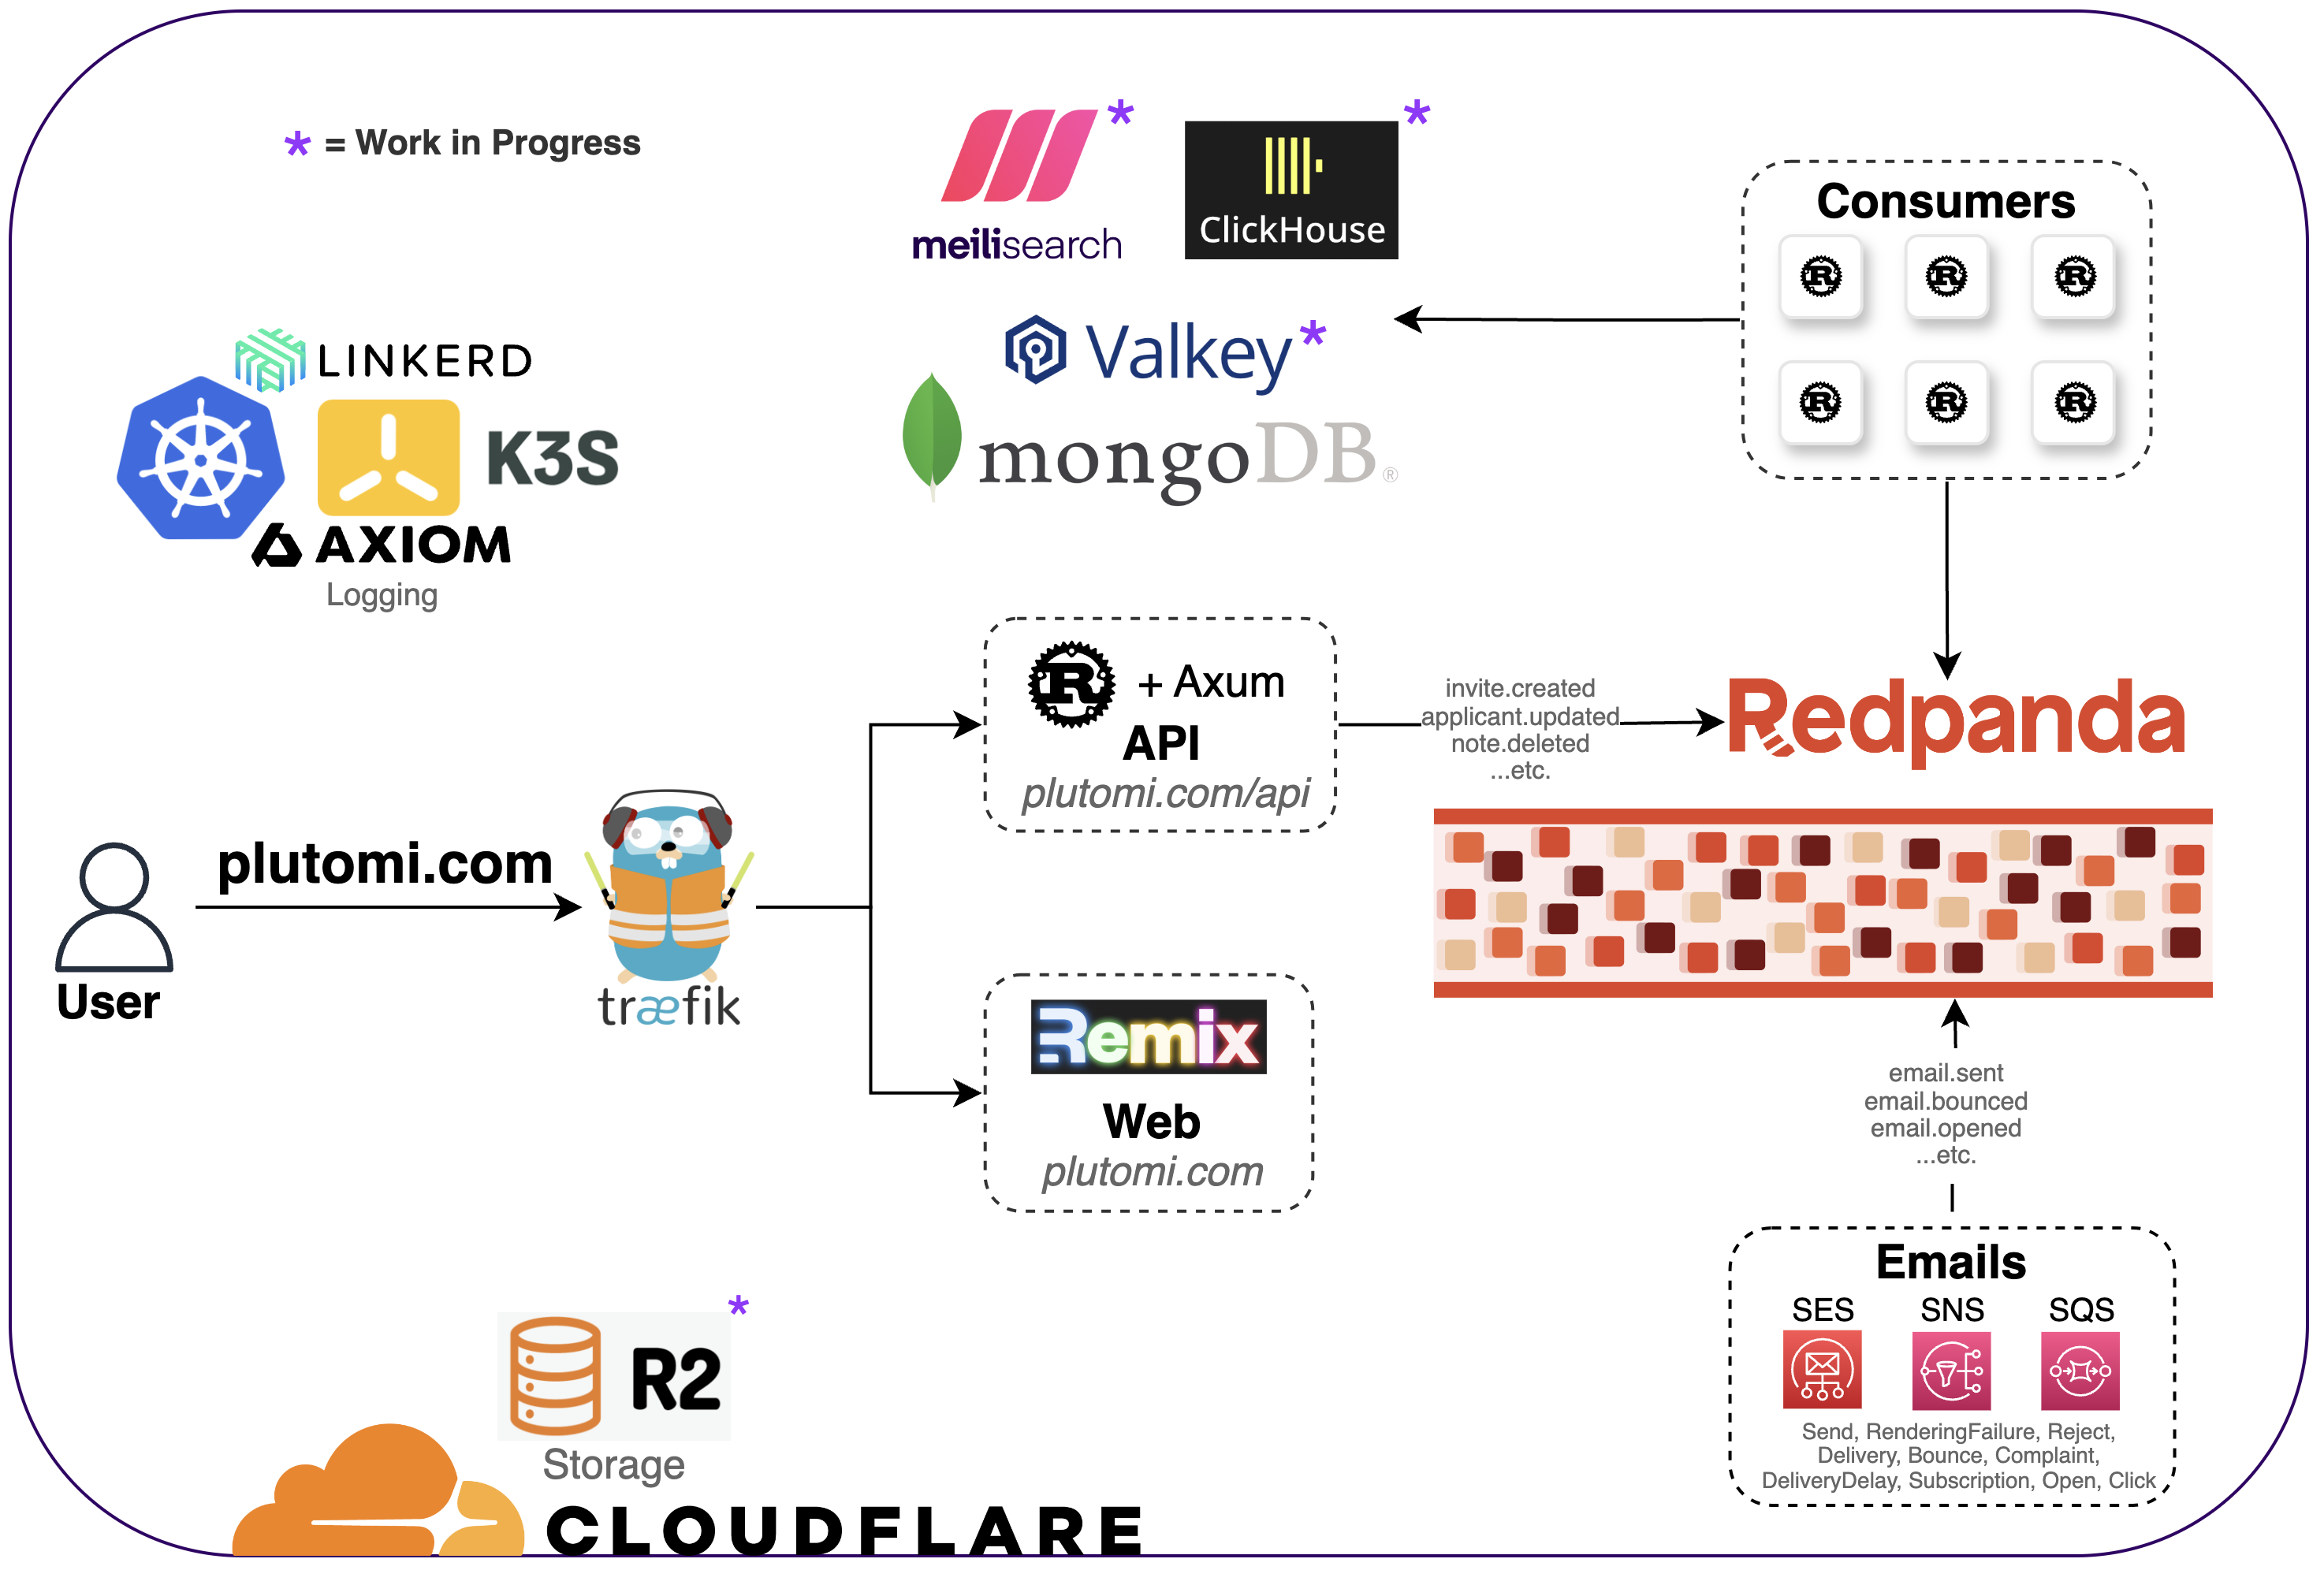 * = Work in Progress
meilisearch
*
ClickHouse
*
Consumers
R
R
R
R
R
R
Valkey*
mongoDB®
LINKERD
K3S
AXIOM
Logging
R + Axum
API
plutomi.com/api
invite.created
applicant.updated
note.deleted
...etc.
Redpanda
plutomi.com
User
træfik
Remix
Web
plutomi.com
email.sent
email.bounced
email.opened
...etc.
Emails
SES
SNS
SQS
Send, RenderingFailure, Reject,
Delivery, Bounce, Complaint,
DeliveryDelay, Subscription, Open, Click
R2
*
Storage
CLOUDFLARE